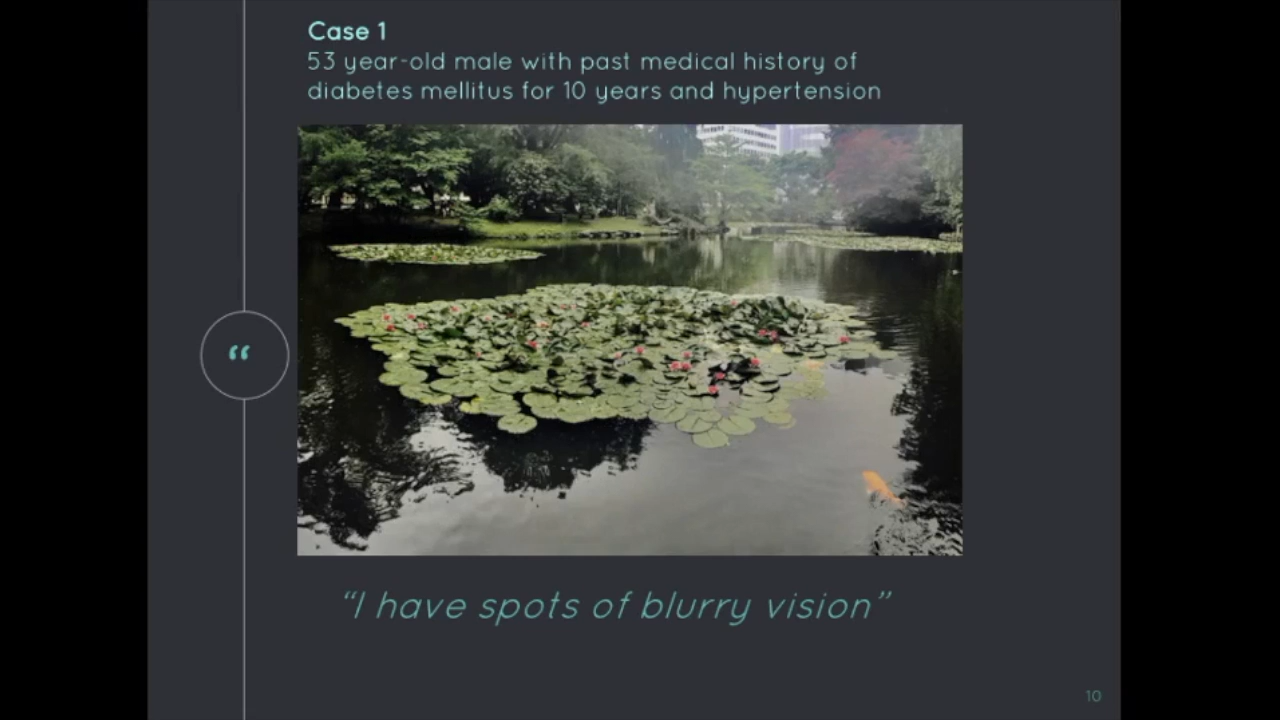 Case 1
53 year-old male with past medical history of
diabetes mellitus for 10 years and hypertension
“
“I have spots of blurry vision”
10